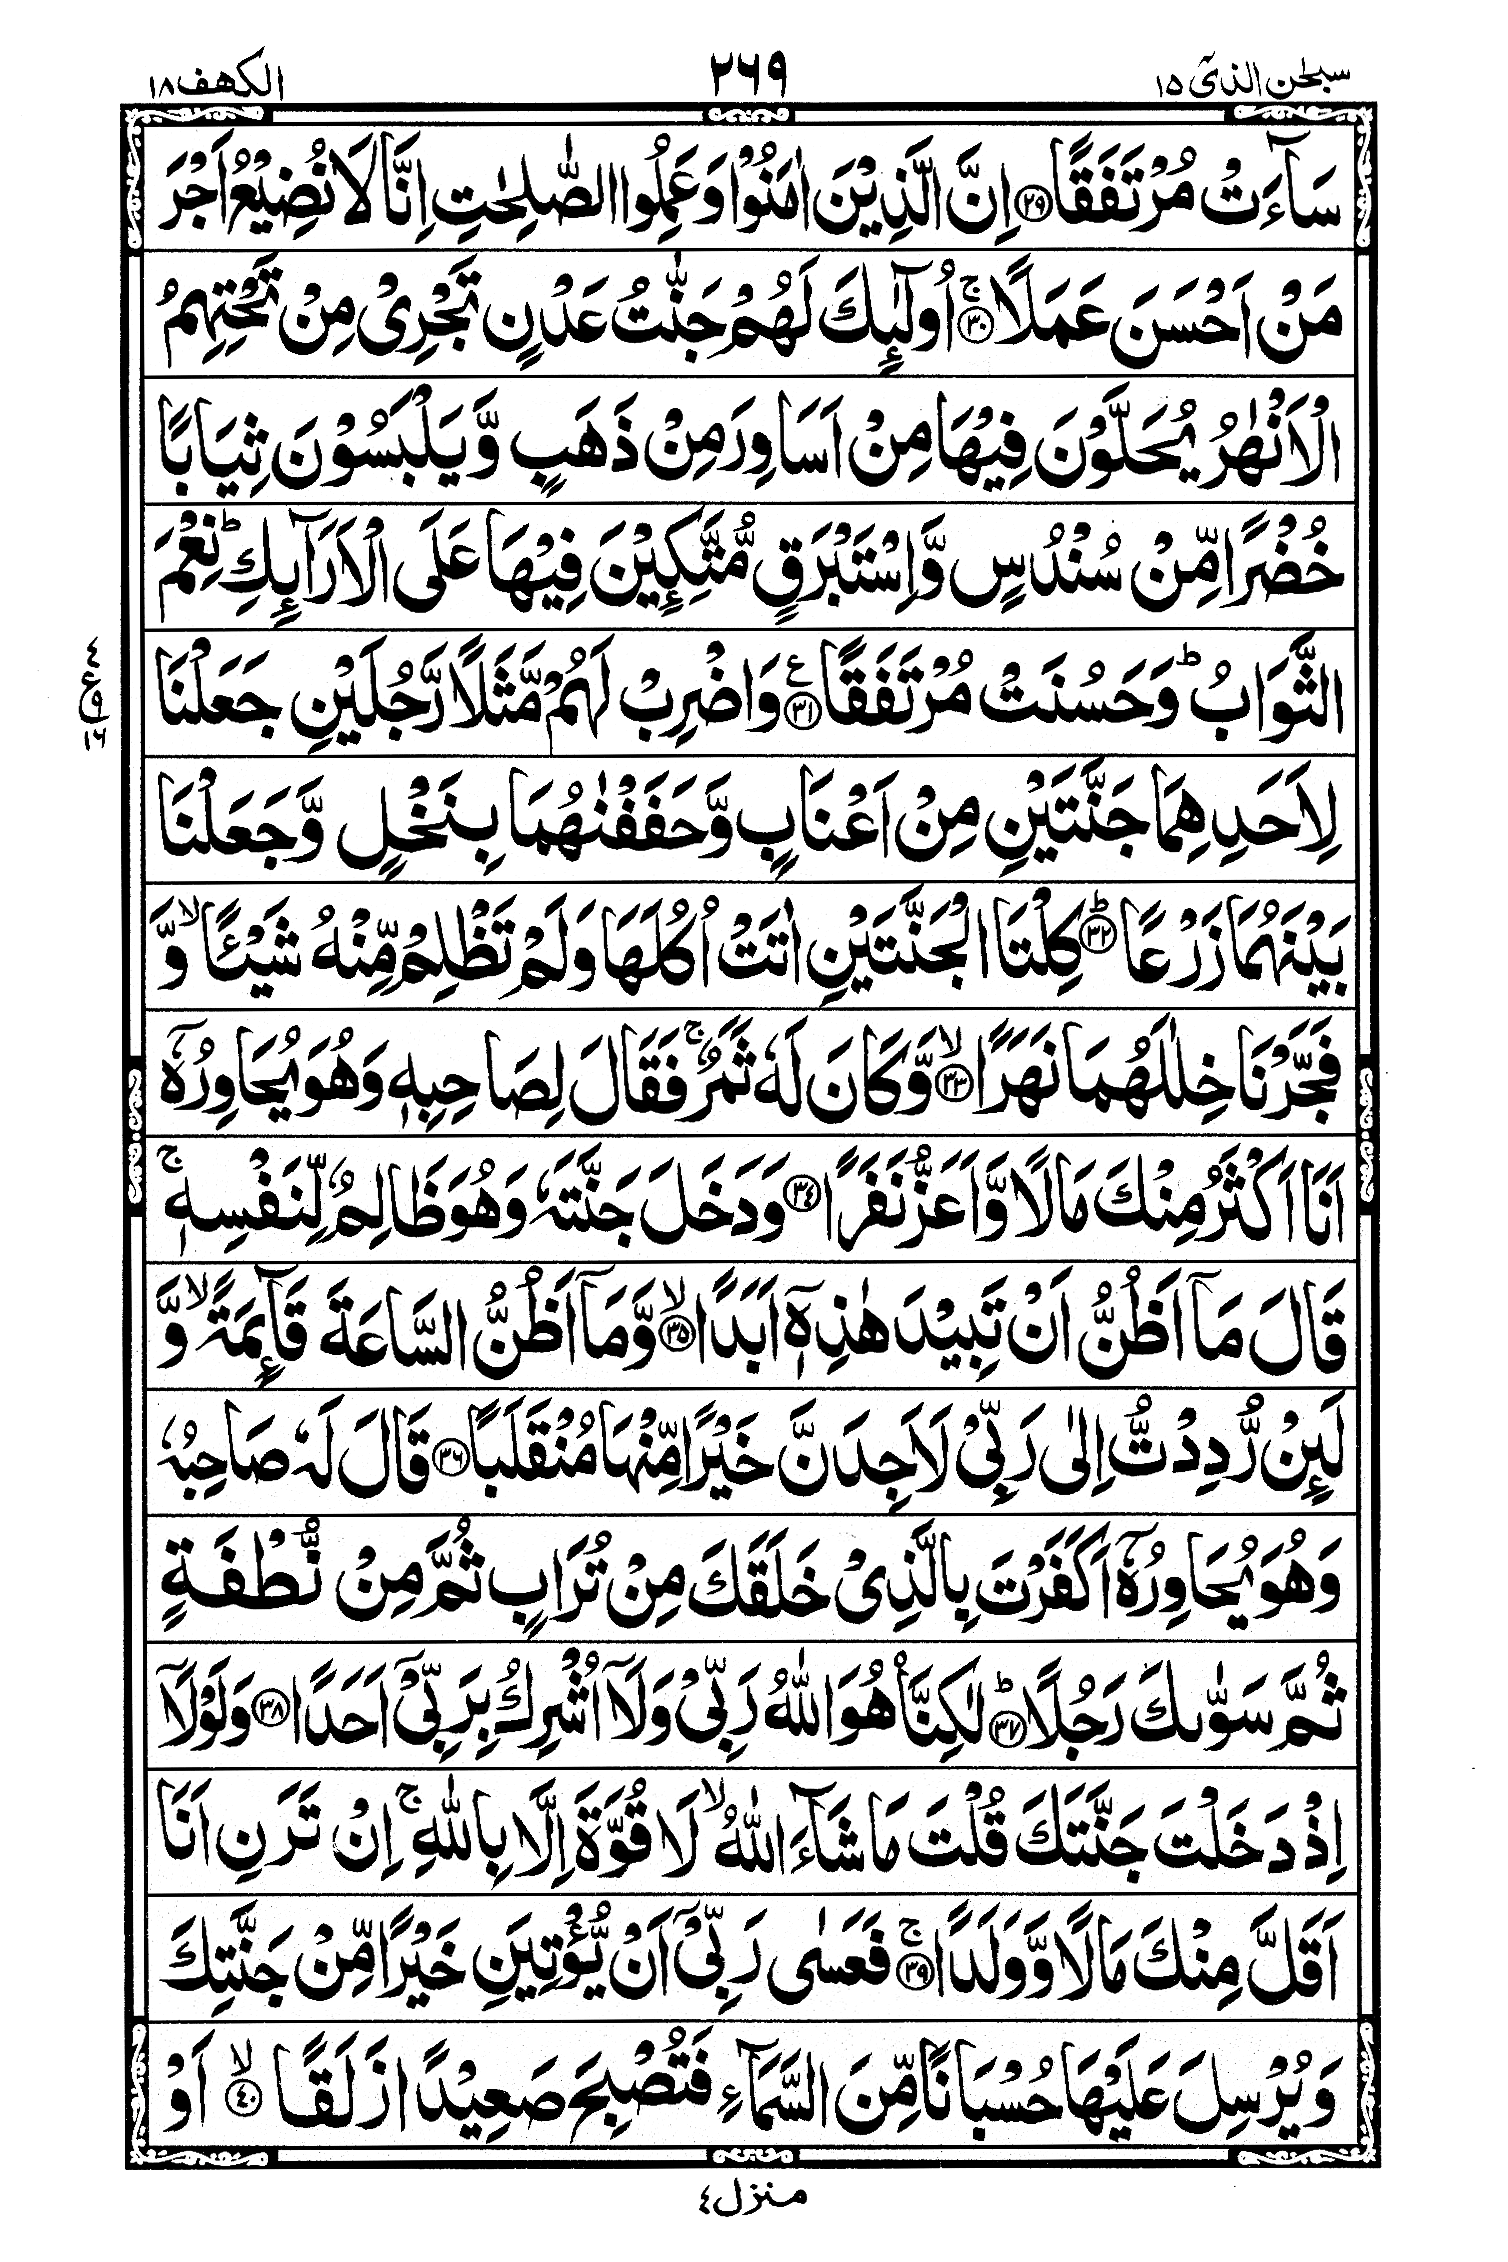 سبحٰن الذیٓ ۱۵
۲۶۹
الکھف ۱۸
سَآءَتْ مُرْتَفَقًا ﴿۲۹﴾ اِنَّ الَّذِيْنَ اٰمَنُوْا وَعَمِلُوا الصّٰلِحٰتِ اِنَّا لَا نُضِيْعُ اَجْرَ
مَنْ اَحْسَنَ عَمَلًا ﴿۳۰﴾ۚ اُولٰٓئِكَ لَهُمْ جَنّٰتُ عَدْنٍ تَجْرِيْ مِنْ تَحْتِهِمُ
الْاَنْهٰرُ يُحَلَّوْنَ فِيْهَا مِنْ اَسَاوِرَ مِنْ ذَهَبٍ وَّيَلْبَسُوْنَ ثِيَابًا
خُضْرًا مِّنْ سُنْدُسٍ وَّاِسْتَبْرَقٍ مُّتَّكِـِٕيْنَ فِيْهَا عَلَى الْاَرَآئِكِ ؕ نِعْمَ
الثَّوَابُ ؕ وَحَسُنَتْ مُرْتَفَقًا ﴿۳۱﴾ع وَاضْرِبْ لَهُمْ مَّثَلًا رَّجُلَيْنِ جَعَلْنَا
٤
ع
۹
۱۶
لِاَحَدِهِمَا جَنَّتَيْنِ مِنْ اَعْنَابٍ وَّحَفَفْنٰهُمَا بِنَخْلٍ وَّجَعَلْنَا
بَيْنَهُمَا زَرْعًا ﴿۳۲﴾ؕ كِلْتَا الْجَنَّتَيْنِ اٰتَتْ اُكُلَهَا وَلَمْ تَظْلِمْ مِّنْهُ شَيْـًٔا ۙ وَّ
فَجَّرْنَا خِلٰلَهُمَا نَهَرًا ﴿۳۳﴾ۙ وَّكَانَ لَهٗ ثَمَرٌ ۚ فَقَالَ لِصَاحِبِهٖ وَهُوَ يُحَاوِرُهٗٓ
اَنَا اَكْثَرُ مِنْكَ مَالًا وَّاَعَزُّ نَفَرًا ﴿۳۴﴾ وَدَخَلَ جَنَّتَهٗ وَهُوَ ظَالِمٌ لِّنَفْسِهٖ ۚ
قَالَ مَآ اَظُنُّ اَنْ تَبِيْدَ هٰذِهٖٓ اَبَدًا ﴿۳۵﴾ۙ وَّمَآ اَظُنُّ السَّاعَةَ قَآئِمَةً ۙ وَّ
لَئِنْ رُّدِدْتُّ اِلٰى رَبِّيْ لَاَجِدَنَّ خَيْرًا مِّنْهَا مُنْقَلَبًا ﴿۳۶﴾ قَالَ لَهٗ صَاحِبُهٗ
وَهُوَ يُحَاوِرُهٗٓ اَكَفَرْتَ بِالَّذِيْ خَلَقَكَ مِنْ تُرَابٍ ثُمَّ مِنْ نُّطْفَةٍ
ثُمَّ سَوّٰىكَ رَجُلًا ﴿۳۷﴾ؕ لٰكِنَّا۠ هُوَ اللّٰهُ رَبِّيْ وَلَآ اُشْرِكُ بِرَبِّيْٓ اَحَدًا ﴿۳۸﴾ وَلَوْلَآ
اِذْ دَخَلْتَ جَنَّتَكَ قُلْتَ مَا شَآءَ اللّٰهُ ۙ لَا قُوَّةَ اِلَّا بِاللّٰهِ ۚ اِنْ تَرَنِ اَنَا
اَقَلَّ مِنْكَ مَالًا وَّوَلَدًا ﴿۳۹﴾ۚ فَعَسٰى رَبِّيْٓ اَنْ يُّؤْتِيَنِ خَيْرًا مِّنْ جَنَّتِكَ
وَيُرْسِلَ عَلَيْهَا حُسْبَانًا مِّنَ السَّمَآءِ فَتُصْبِحَ صَعِيْدًا زَلَقًا ﴿۴۰﴾ۙ اَوْ
منزل ٤